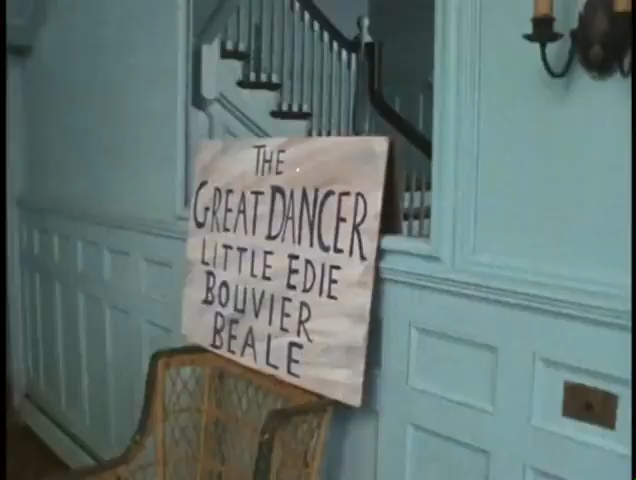 THE
GREAT DANCER
LITTLE EDIE
BOUVIER
BEALE